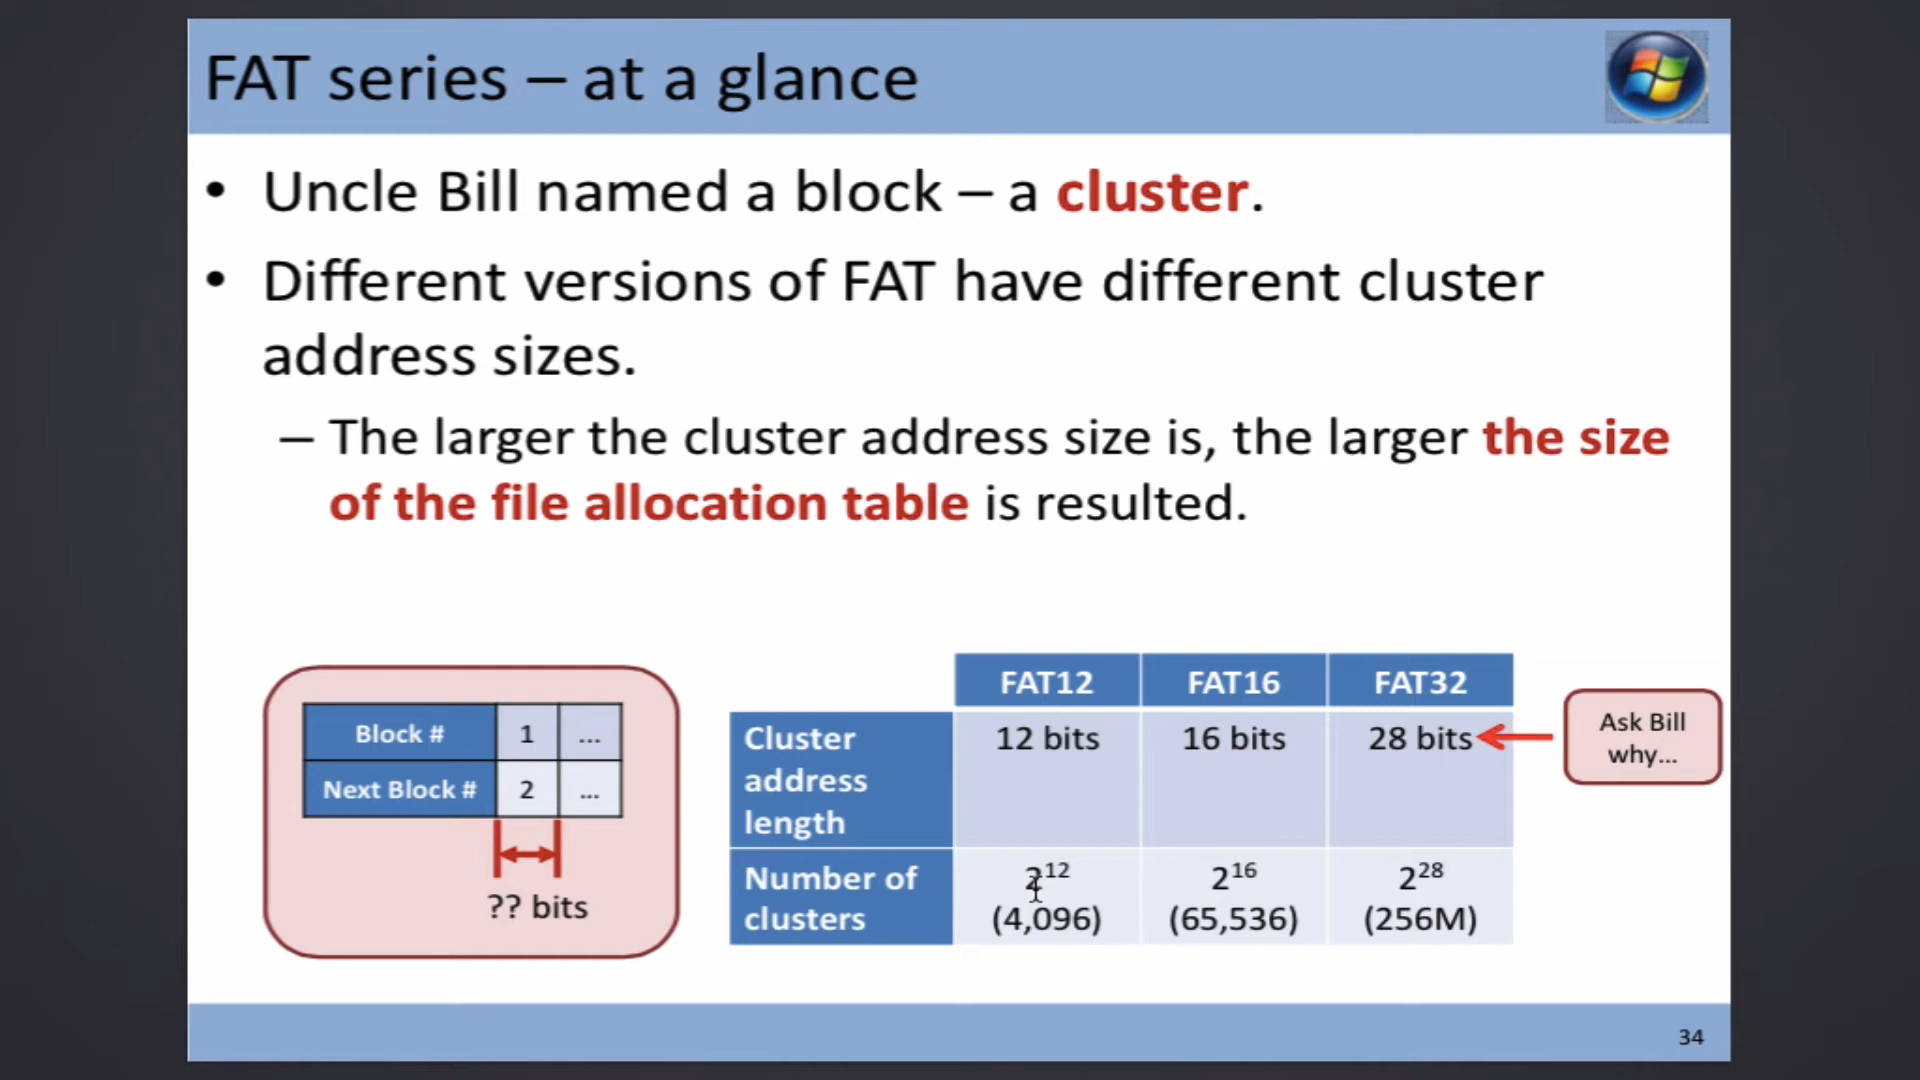 FAT series – at a glance
• Uncle Bill named a block – a cluster.
• Different versions of FAT have different cluster
address sizes.
– The larger the cluster address size is, the larger the size
of the file allocation table is resulted.
Block # 1 ...
Next Block # 2 ...
?? bits
FAT12 FAT16 FAT32
Cluster address length 12 bits 16 bits 28 bits
Number of clusters 2¹² (4,096) 2¹⁶ (65,536) 2²⁸ (256M)
Ask Bill
why...
34